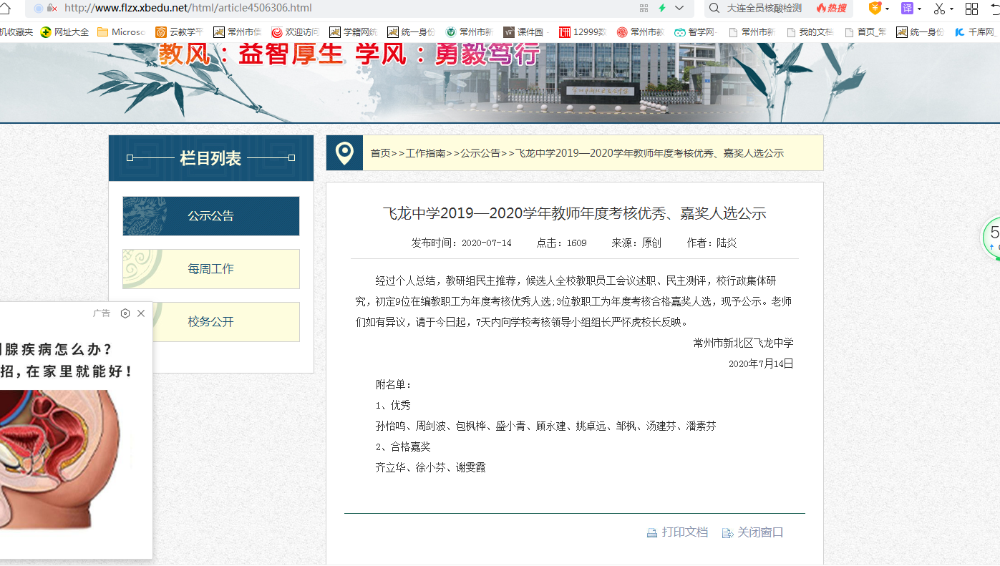 http://www.flzx.xbedu.net/html/article4506306.html
大连全员核酸检测
热搜
译
机收藏夹
网址大全
Microso
云教学平
常州市信
欢迎访问
学籍网统
统一身份
常州市新
课件园 -
12999数
常州市教
智学网-
常州市新
我的文档
首页_常
统一身份
千库网
教风：益智厚生 学风：勇毅笃行
栏目列表
公示公告
每周工作
校务公开
首页>>工作指南>>公示公告>>飞龙中学2019—2020学年教师年度考核优秀、嘉奖人选公示
飞龙中学2019—2020学年教师年度考核优秀、嘉奖人选公示
发布时间：2020-07-14 点击：1609 来源：原创 作者：陆炎
经过个人总结，教研组民主推荐，候选人全校教职员工会议述职、民主测评，校行政集体研
究，初定9位在编教职工为年度考核优秀人选;3位教职工为年度考核合格嘉奖人选，现予公示。老师
们如有异议，请于今日起，7天内向学校考核领导小组组长严怀虎校长反映。
常州市新北区飞龙中学
2020年7月14日
附名单：
1、优秀
孙怡鸣、周剑波、包枫桦、盛小青、顾永建、姚卓远、邹枫、汤建芬、潘素芬
2、合格嘉奖
齐立华、徐小芬、谢雯霞
打印文档
关闭窗口
广告
腺疾病怎么办?
招,在家里就能好!
5